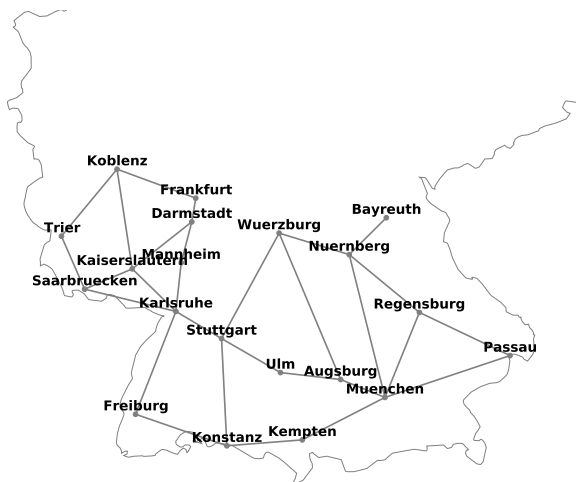 Koblenz
Frankfurt
Darmstadt
Bayreuth
Wuerzburg
Trier
Nuernberg
Mannheim
Kaiserslautern
Saarbruecken
Karlsruhe
Regensburg
Stuttgart
Passau
Ulm
Augsburg
Muenchen
Freiburg
Kempten
Konstanz